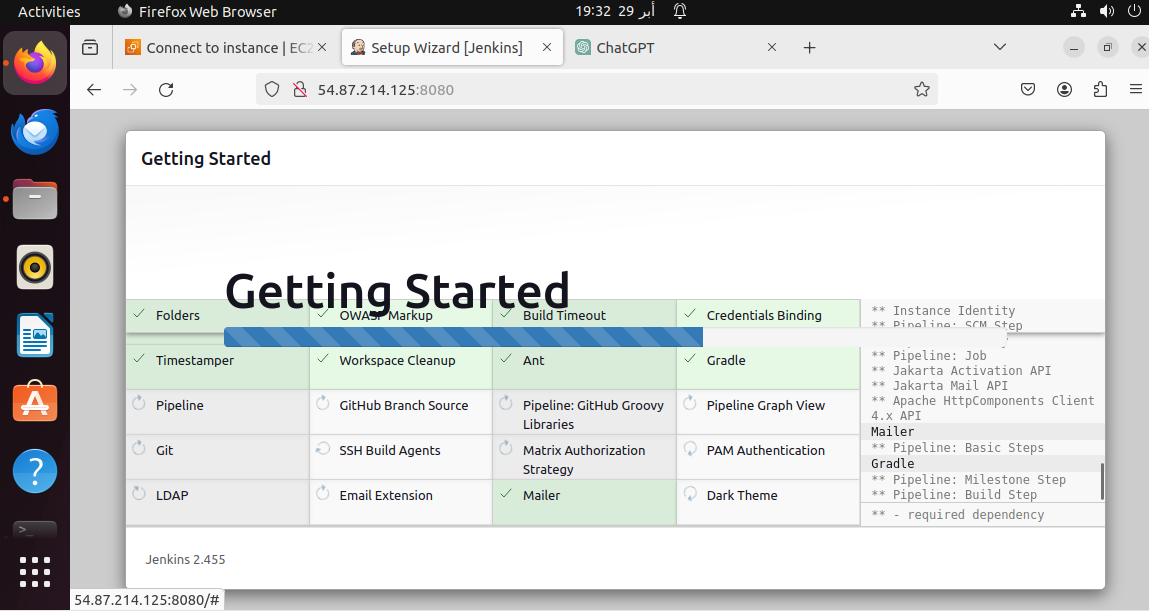 Activities
Firefox Web Browser
19:32 29 أبر
Connect to instance | EC2
Setup Wizard [Jenkins]
ChatGPT
54.87.214.125:8080
Getting Started
Getting Started
Folders
OWASP Markup
Build Timeout
Credentials Binding
Timestamper
Workspace Cleanup
Ant
Gradle
Pipeline
GitHub Branch Source
Pipeline: GitHub Groovy
Libraries
Pipeline Graph View
Git
SSH Build Agents
Matrix Authorization
Strategy
PAM Authentication
LDAP
Email Extension
Mailer
Dark Theme
** Instance Identity
** Pipeline: SCM Step
** Pipeline: Job
** Jakarta Activation API
** Jakarta Mail API
** Apache HttpComponents Client
4.x API
Mailer
** Pipeline: Basic Steps
Gradle
** Pipeline: Milestone Step
** Pipeline: Build Step
** - required dependency
Jenkins 2.455
54.87.214.125:8080/#